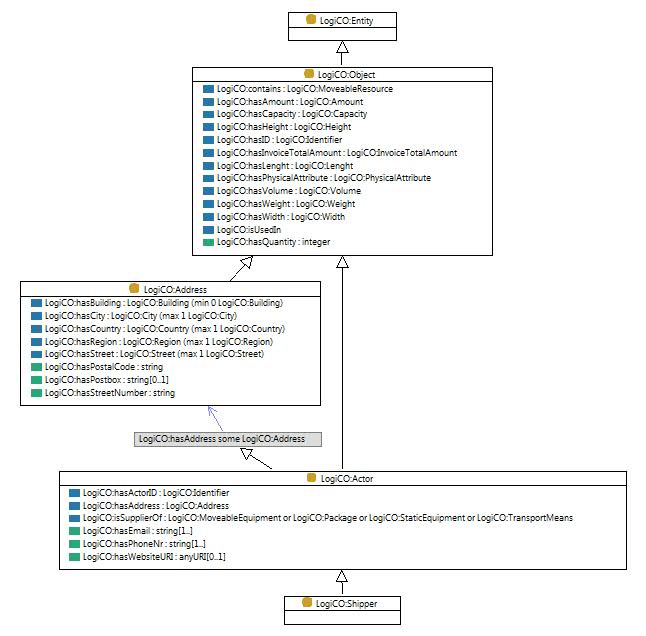 LogiCO:Entity
LogiCO:Object
LogiCO:contains : LogiCO:MoveableResource
LogiCO:hasAmount : LogiCO:Amount
LogiCO:hasCapacity : LogiCO:Capacity
LogiCO:hasHeight : LogiCO:Height
LogiCO:hasID : LogiCO:Identifier
LogiCO:hasInvoiceTotalAmount : LogiCO:InvoiceTotalAmount
LogiCO:hasLenght : LogiCO:Lenght
LogiCO:hasPhysicalAttribute : LogiCO:PhysicalAttribute
LogiCO:hasVolume : LogiCO:Volume
LogiCO:hasWeight : LogiCO:Weight
LogiCO:hasWidth : LogiCO:Width
LogiCO:isUsedIn
LogiCO:hasQuantity : integer
LogiCO:Address
LogiCO:hasBuilding : LogiCO:Building (min 0 LogiCO:Building)
LogiCO:hasCity : LogiCO:City (max 1 LogiCO:City)
LogiCO:hasCountry : LogiCO:Country (max 1 LogiCO:Country)
LogiCO:hasRegion : LogiCO:Region (max 1 LogiCO:Region)
LogiCO:hasStreet : LogiCO:Street (max 1 LogiCO:Street)
LogiCO:hasPostalCode : string
LogiCO:hasPostbox : string[0..1]
LogiCO:hasStreetNumber : string
LogiCO:hasAddress some LogiCO:Address
LogiCO:Actor
LogiCO:hasActorID : LogiCO:Identifier
LogiCO:hasAddress : LogiCO:Address
LogiCO:isSupplierOf : LogiCO:MoveableEquipment or LogiCO:Package or LogiCO:StaticEquipment or LogiCO:TransportMeans
LogiCO:hasEmail : string[1..]
LogiCO:hasPhoneNr : string[1..]
LogiCO:hasWebsiteURI : anyURI[0..1]
LogiCO:Shipper